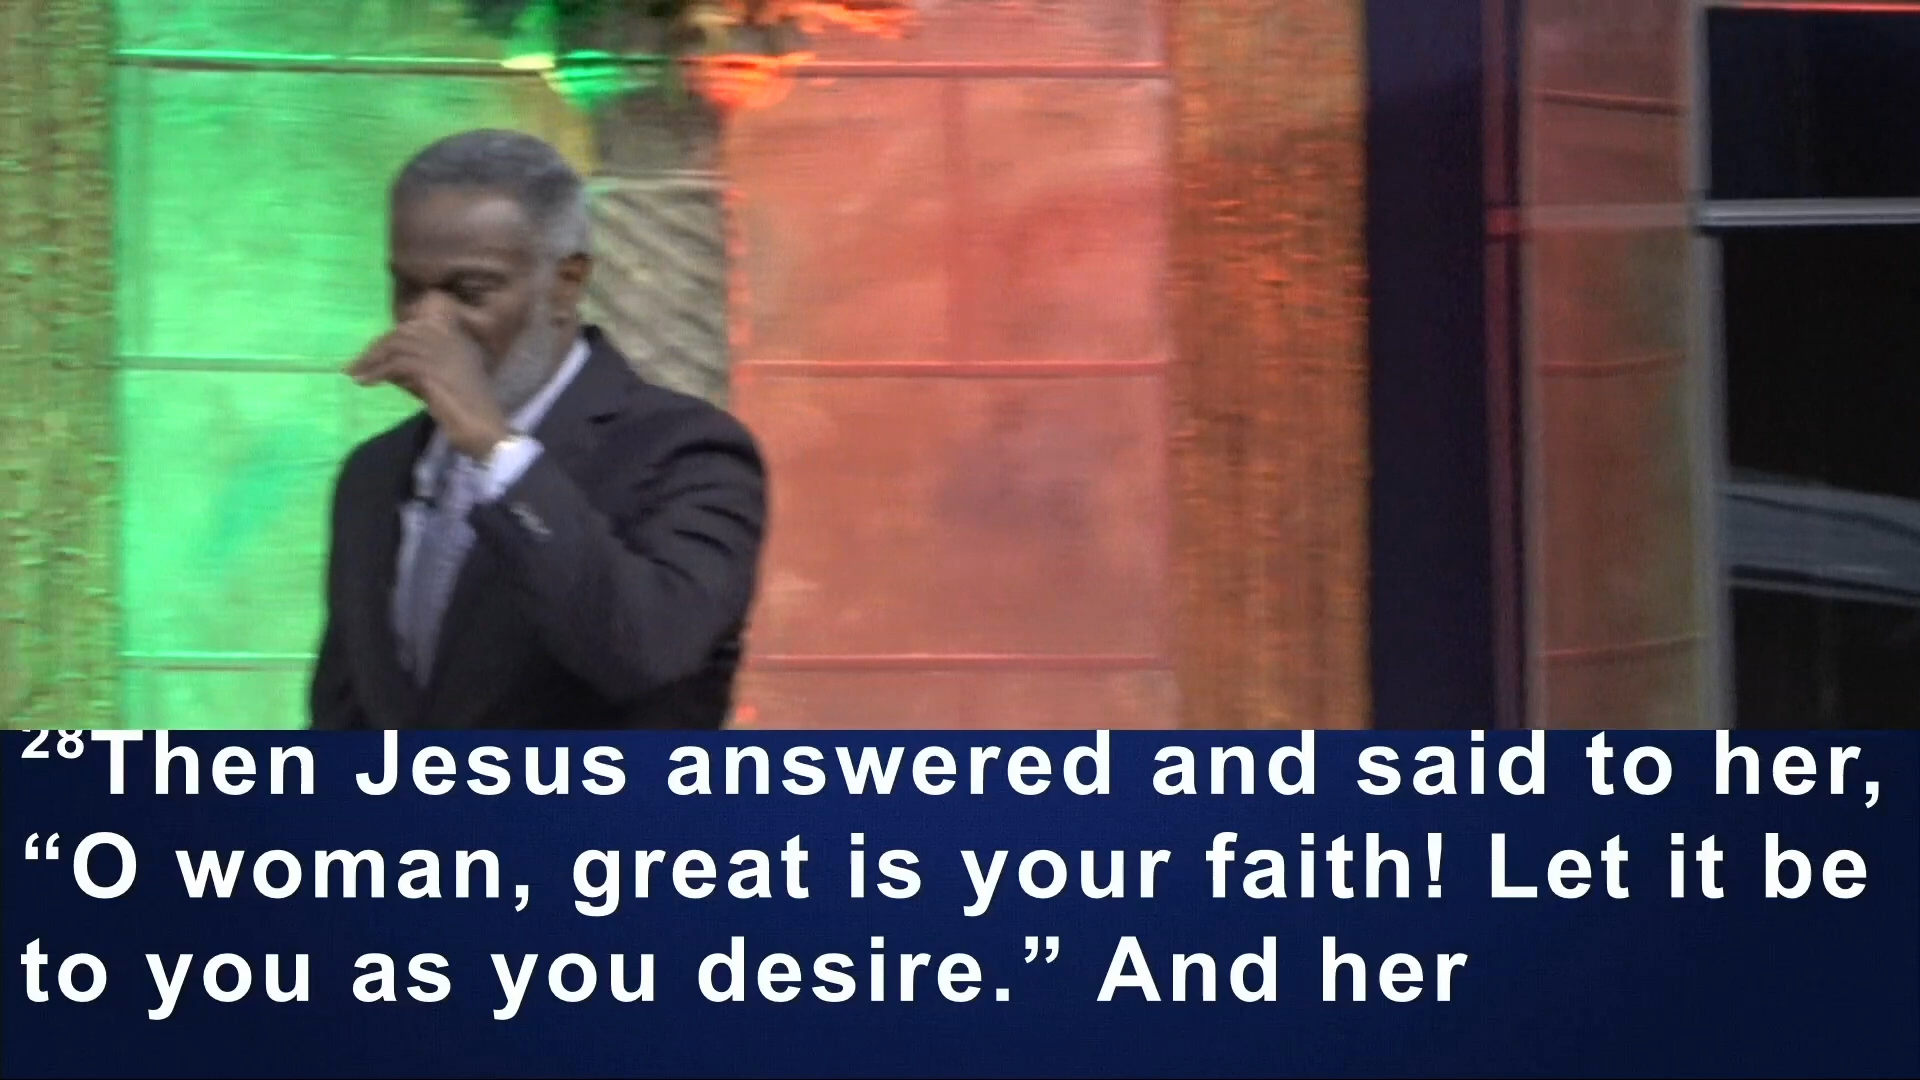 ²⁸Then Jesus answered and said to her,
“O woman, great is your faith! Let it be
to you as you desire.” And her